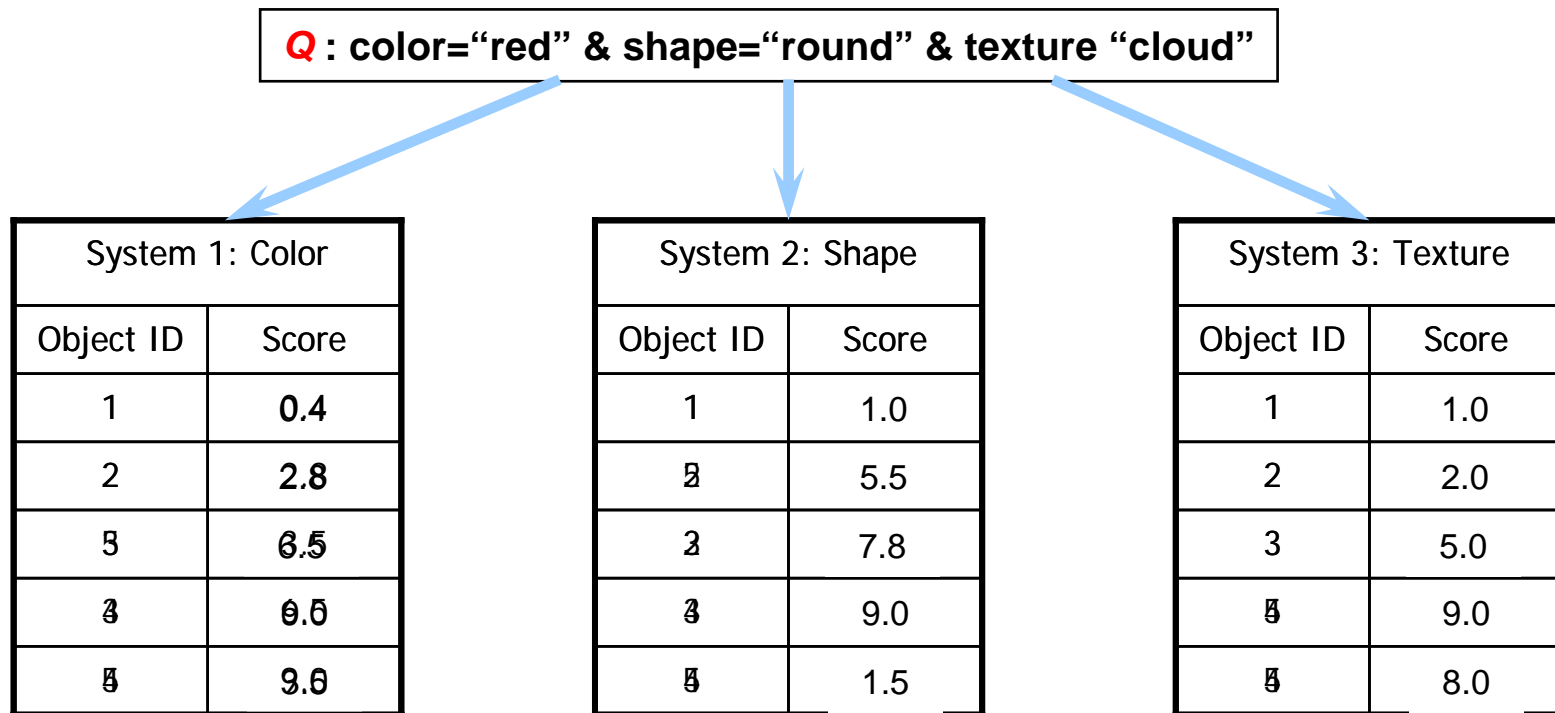 Q : color=“red” & shape=“round” & texture “cloud”
System 1: Color
Object ID Score
1 0.4
2 2.8
System 2: Shape
Object ID Score
1 1.0
5.5
7.8
9.0
1.5
System 3: Texture
Object ID Score
1 1.0
2 2.0
3 5.0
9.0
8.0